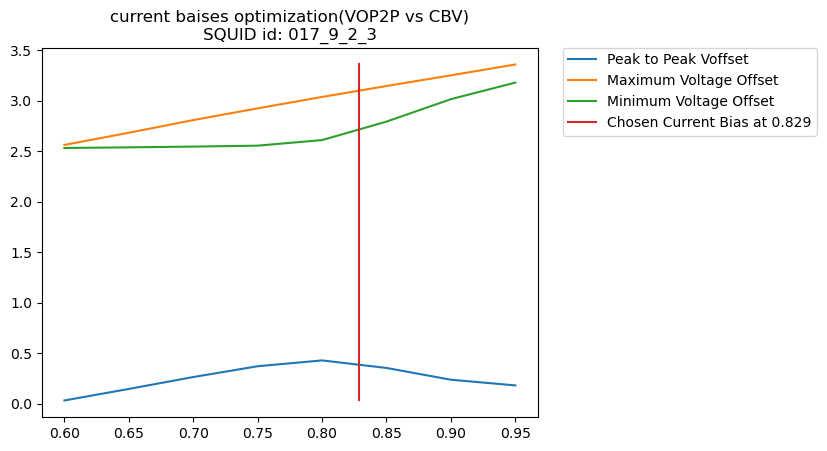 current baises optimization(VOP2P vs CBV)
SQUID id: 017_9_2_3
3.5
3.0
2.5
2.0
1.5
1.0
0.5
0.0
0.60 0.65 0.70 0.75 0.80 0.85 0.90 0.95
Peak to Peak Voffset
Maximum Voltage Offset
Minimum Voltage Offset
Chosen Current Bias at 0.829